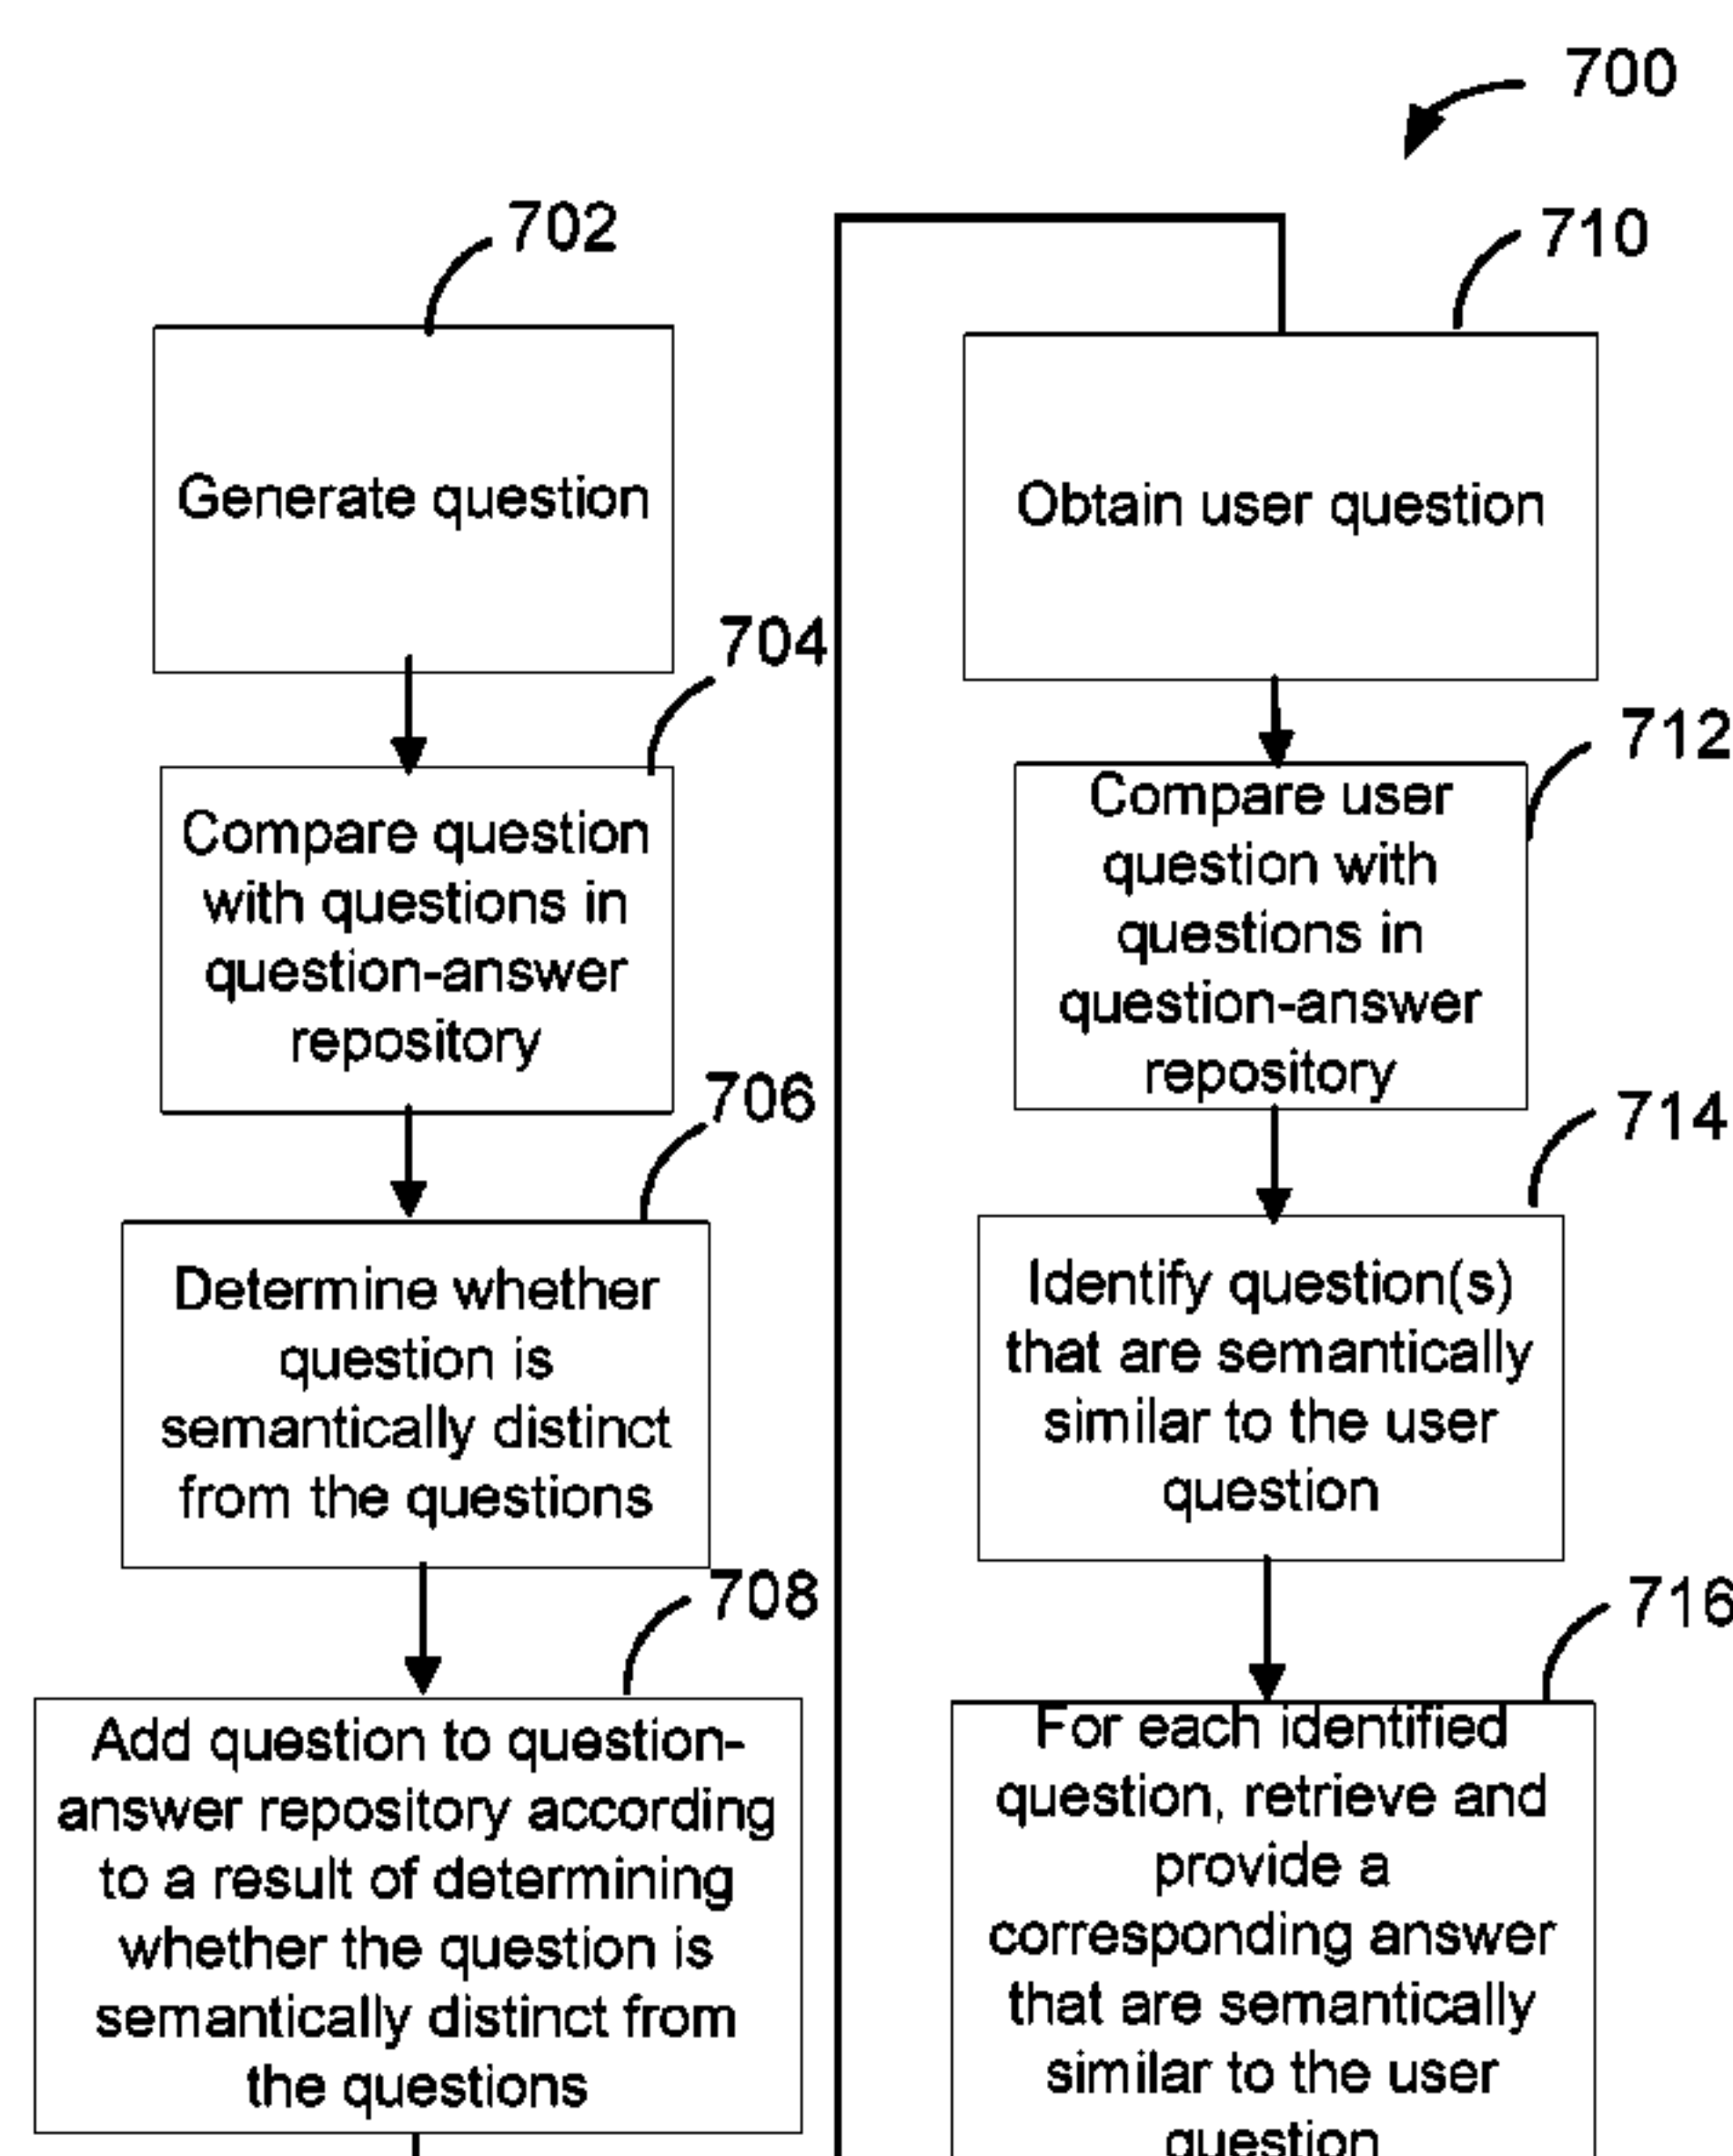 700
702
Generate question
704
Compare question
with questions in
question-answer
repository
706
Determine whether
question is
semantically distinct
from the questions
708
Add question to question-
answer repository according
to a result of determining
whether the question is
semantically distinct from
the questions
710
Obtain user question
712
Compare user
question with
questions in
question-answer
repository
714
Identify question(s)
that are semantically
similar to the user
question
716
For each identified
question, retrieve and
provide a
corresponding answer
that are semantically
similar to the user
question